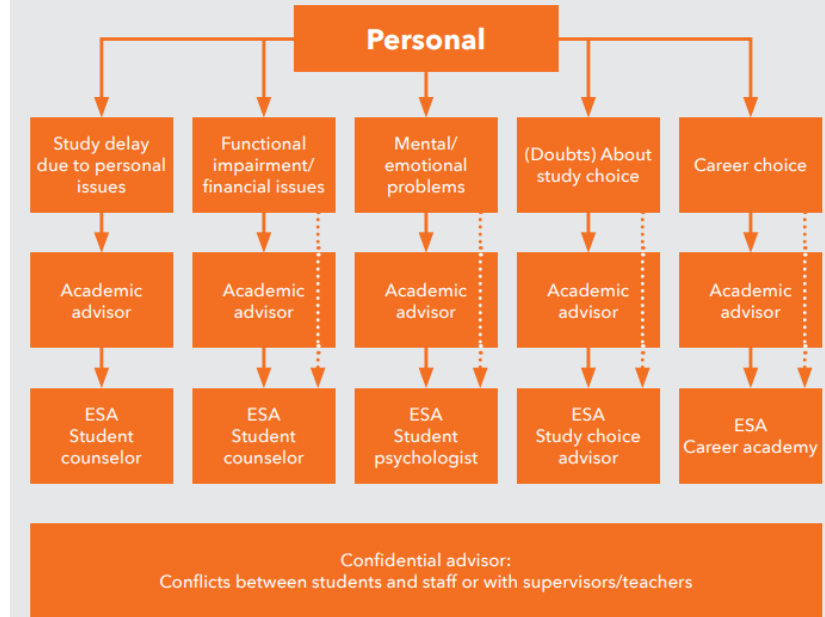 Personal
Study delay
due to personal
issues
Functional
impairment/
financial issues
Mental/
emotional
problems
(Doubts) About
study choice
Career choice
Academic
advisor
Academic
advisor
Academic
advisor
Academic
advisor
Academic
advisor
ESA
Student
counselor
ESA
Student
counselor
ESA
Student
psychologist
ESA
Study choice
advisor
ESA
Career academy
Confidential advisor:
Conflicts between students and staff or with supervisors/teachers